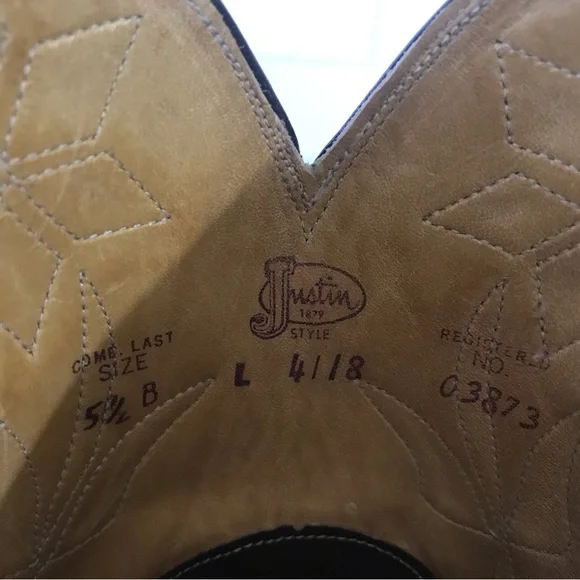 Justin
1879
STYLE
COMB. LAST
SIZE
5½ B
L 4118
REGISTERED
NO.
03873